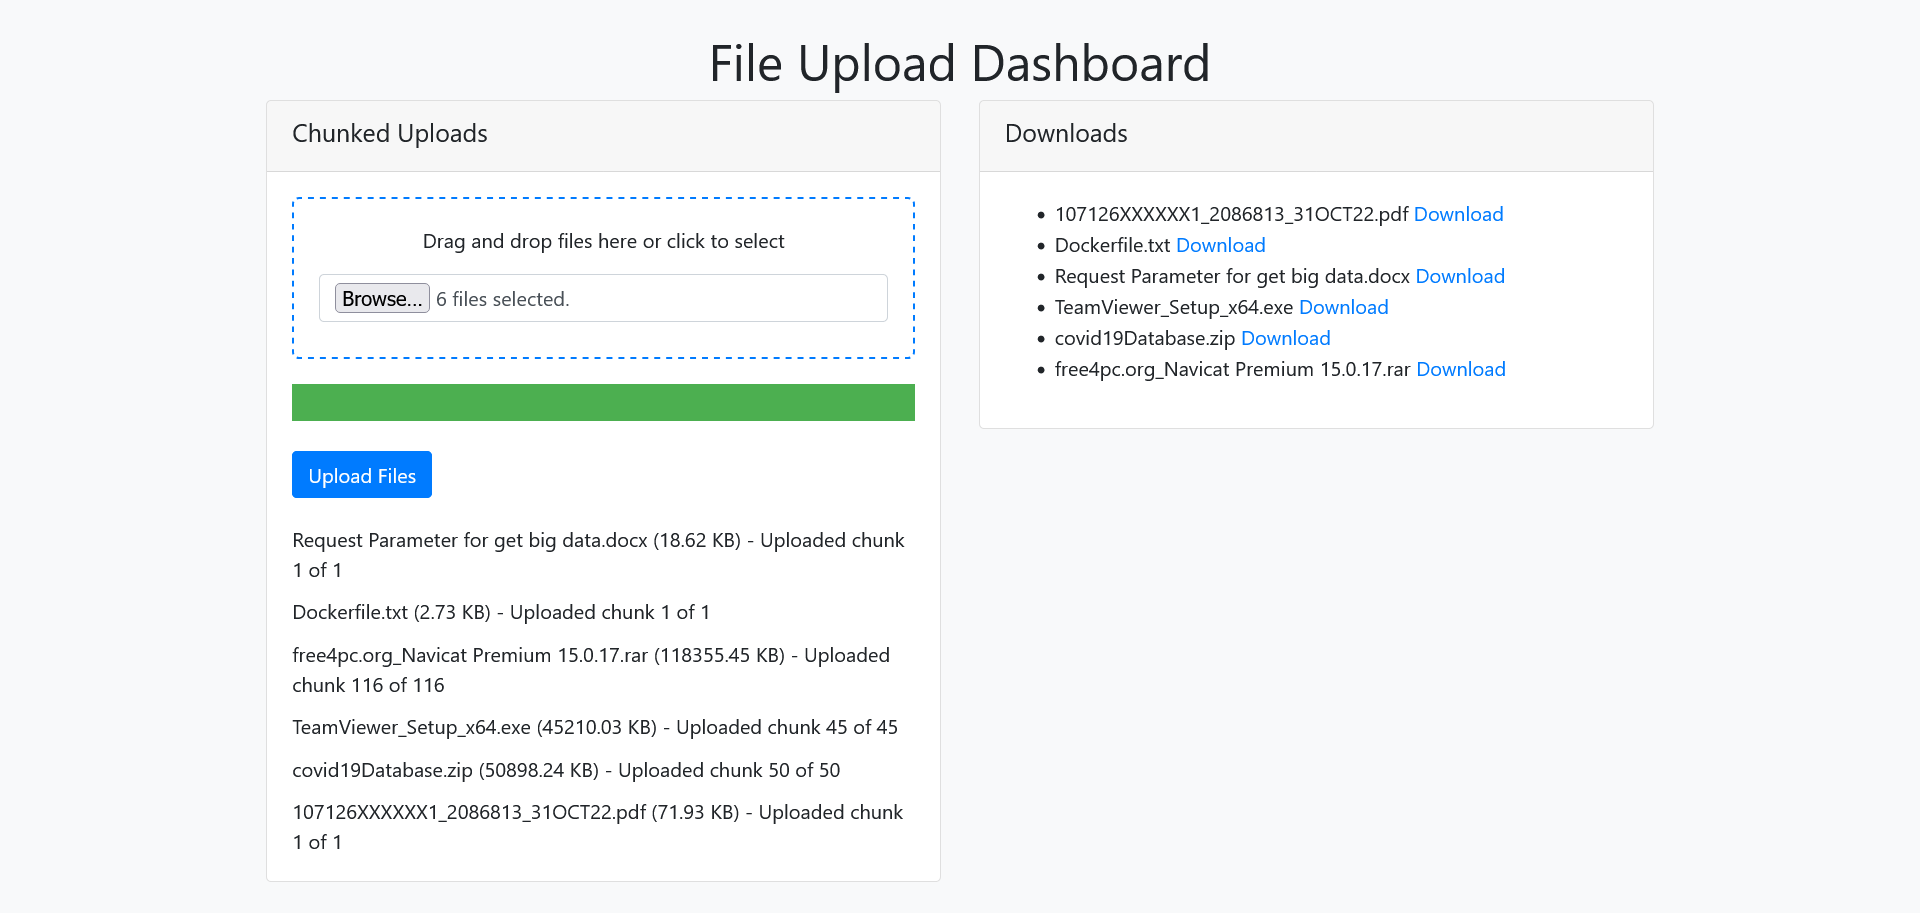 File Upload Dashboard
Chunked Uploads
Drag and drop files here or click to select
Browse... 6 files selected.
Upload Files
Request Parameter for get big data.docx (18.62 KB) - Uploaded chunk
1 of 1
Dockerfile.txt (2.73 KB) - Uploaded chunk 1 of 1
free4pc.org_Navicat Premium 15.0.17.rar (118355.45 KB) - Uploaded
chunk 116 of 116
TeamViewer_Setup_x64.exe (45210.03 KB) - Uploaded chunk 45 of 45
covid19Database.zip (50898.24 KB) - Uploaded chunk 50 of 50
107126XXXXXX1_2086813_31OCT22.pdf (71.93 KB) - Uploaded chunk
1 of 1
Downloads
• 107126XXXXXX1_2086813_31OCT22.pdf Download
• Dockerfile.txt Download
• Request Parameter for get big data.docx Download
• TeamViewer_Setup_x64.exe Download
• covid19Database.zip Download
• free4pc.org_Navicat Premium 15.0.17.rar Download